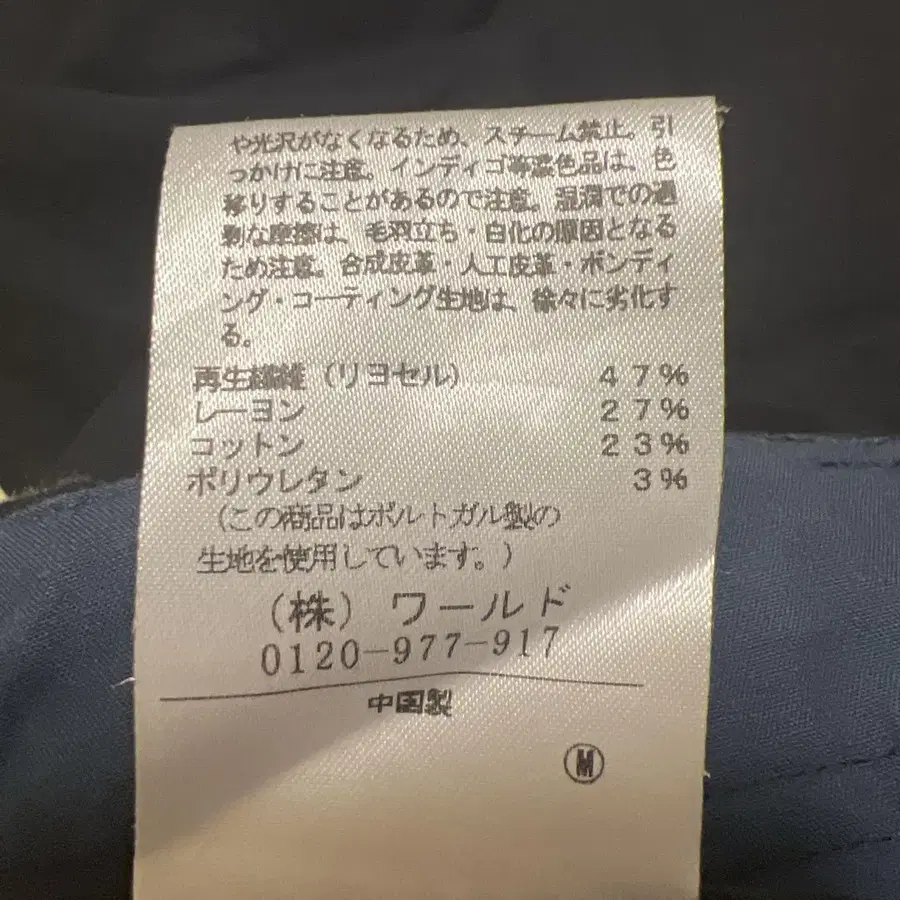 や光沢がなくなるため、スチーム禁止。引
っかけに注意。インディゴ等濃色品は、色
移りすることがあるので注意。湿潤での過
剰な摩擦は、毛羽立ち・白化の原因となる
ため注意。合成皮革・人工皮革・ボンディ
ング・コーティング生地は、徐々に劣化す
る。
再生繊維（リヨセル） 47%
レーヨン 27%
コットン 23%
ポリウレタン 3%
（この商品はポルトガル製の
生地を使用しています。）
（株）ワールド
0120-977-917
中国製
M